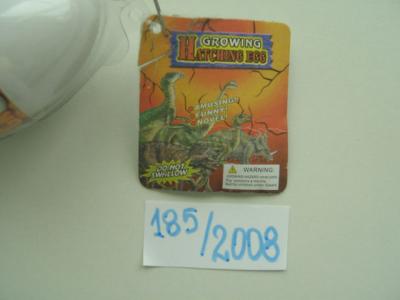 GROWING
HATCHING EGG
AMUSING!
FUNNY!
NOVEL!
DO NOT
SWALLOW
WARNING
185/2008